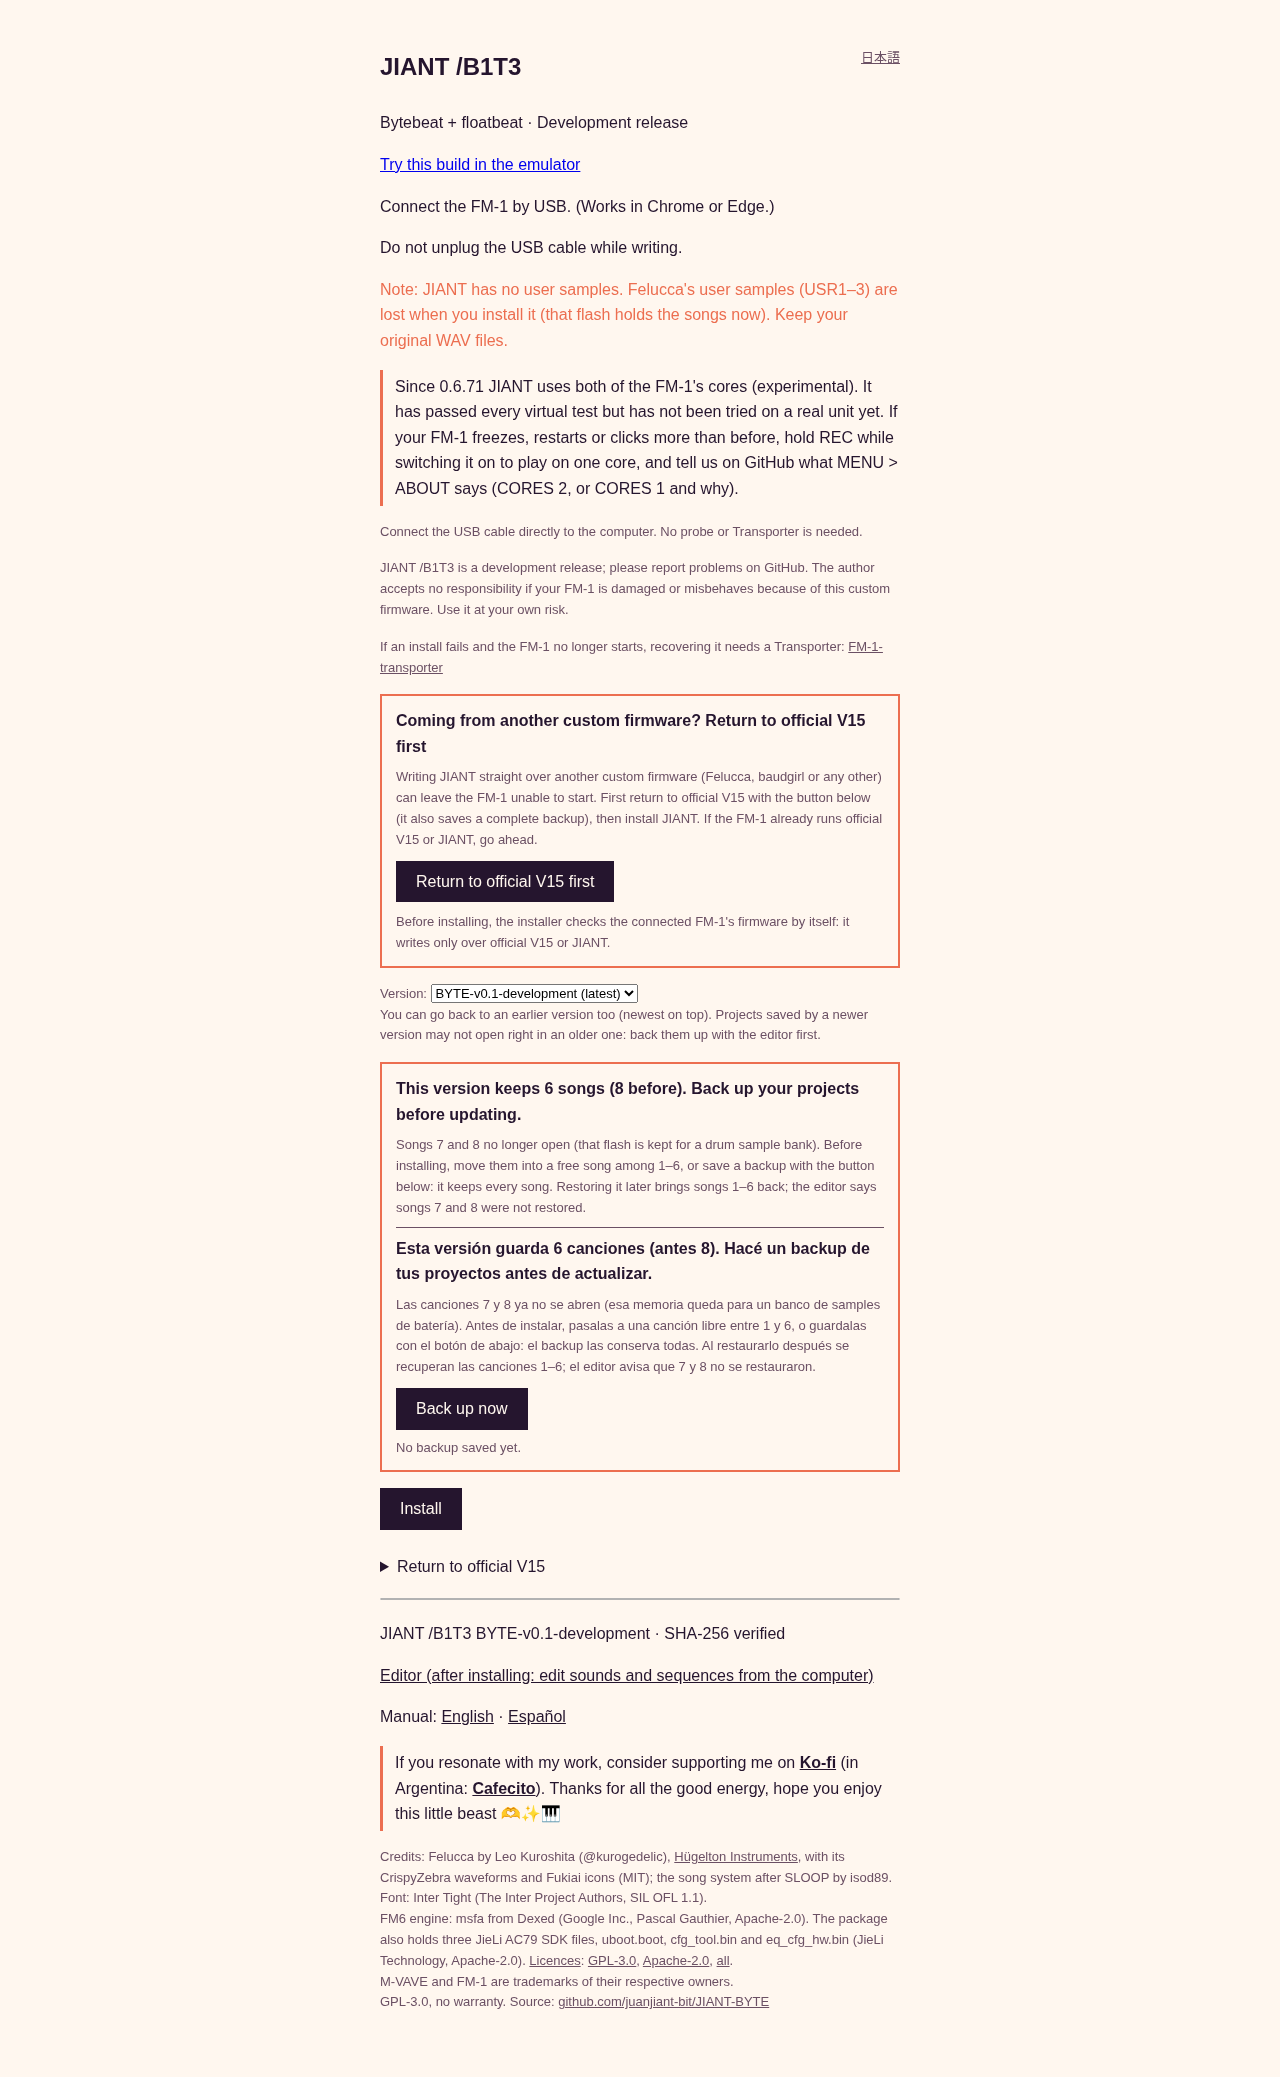 JIANT /B1T3
日本語
Bytebeat + floatbeat · Development release
Try this build in the emulator
Connect the FM-1 by USB. (Works in Chrome or Edge.)
Do not unplug the USB cable while writing.
Note: JIANT has no user samples. Felucca's user samples (USR1–3) are
lost when you install it (that flash holds the songs now). Keep your
original WAV files.
Since 0.6.71 JIANT uses both of the FM-1's cores (experimental). It
has passed every virtual test but has not been tried on a real unit yet. If
your FM-1 freezes, restarts or clicks more than before, hold REC while
switching it on to play on one core, and tell us on GitHub what MENU >
ABOUT says (CORES 2, or CORES 1 and why).
Connect the USB cable directly to the computer. No probe or Transporter is needed.
JIANT /B1T3 is a development release; please report problems on GitHub. The author
accepts no responsibility if your FM-1 is damaged or misbehaves because of this custom
firmware. Use it at your own risk.
If an install fails and the FM-1 no longer starts, recovering it needs a Transporter: FM-1-
transporter
Coming from another custom firmware? Return to official V15
first
Writing JIANT straight over another custom firmware (Felucca, baudgirl or any other)
can leave the FM-1 unable to start. First return to official V15 with the button below
(it also saves a complete backup), then install JIANT. If the FM-1 already runs official
V15 or JIANT, go ahead.
Return to official V15 first
Before installing, the installer checks the connected FM-1's firmware by itself: it
writes only over official V15 or JIANT.
Version: BYTE-v0.1-development (latest)
You can go back to an earlier version too (newest on top). Projects saved by a newer
version may not open right in an older one: back them up with the editor first.
This version keeps 6 songs (8 before). Back up your projects
before updating.
Songs 7 and 8 no longer open (that flash is kept for a drum sample bank). Before
installing, move them into a free song among 1–6, or save a backup with the button
below: it keeps every song. Restoring it later brings songs 1–6 back; the editor says
songs 7 and 8 were not restored.
Esta versión guarda 6 canciones (antes 8). Hacé un backup de
tus proyectos antes de actualizar.
Las canciones 7 y 8 ya no se abren (esa memoria queda para un banco de samples
de batería). Antes de instalar, pasalas a una canción libre entre 1 y 6, o guardalas
con el botón de abajo: el backup las conserva todas. Al restaurarlo después se
recuperan las canciones 1–6; el editor avisa que 7 y 8 no se restauraron.
Back up now
No backup saved yet.
Install
Return to official V15
JIANT /B1T3 BYTE-v0.1-development · SHA-256 verified
Editor (after installing: edit sounds and sequences from the computer)
Manual: English · Español
If you resonate with my work, consider supporting me on Ko-fi (in
Argentina: Cafecito). Thanks for all the good energy, hope you enjoy
this little beast 🫶✨🎹
Credits: Felucca by Leo Kuroshita (@kurogedelic), Hügelton Instruments, with its
CrispyZebra waveforms and Fukiai icons (MIT); the song system after SLOOP by isod89.
Font: Inter Tight (The Inter Project Authors, SIL OFL 1.1).
FM6 engine: msfa from Dexed (Google Inc., Pascal Gauthier, Apache-2.0). The package
also holds three JieLi AC79 SDK files, uboot.boot, cfg_tool.bin and eq_cfg_hw.bin (JieLi
Technology, Apache-2.0). Licences: GPL-3.0, Apache-2.0, all.
M-VAVE and FM-1 are trademarks of their respective owners.
GPL-3.0, no warranty. Source: github.com/juanjiant-bit/JIANT-BYTE